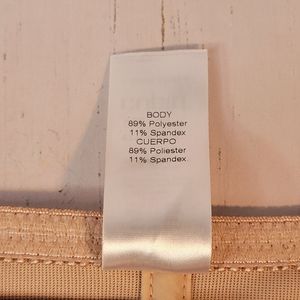 BODY
89% Polyester
11% Spandex
CUERPO
89% Poliester
11% Spandex